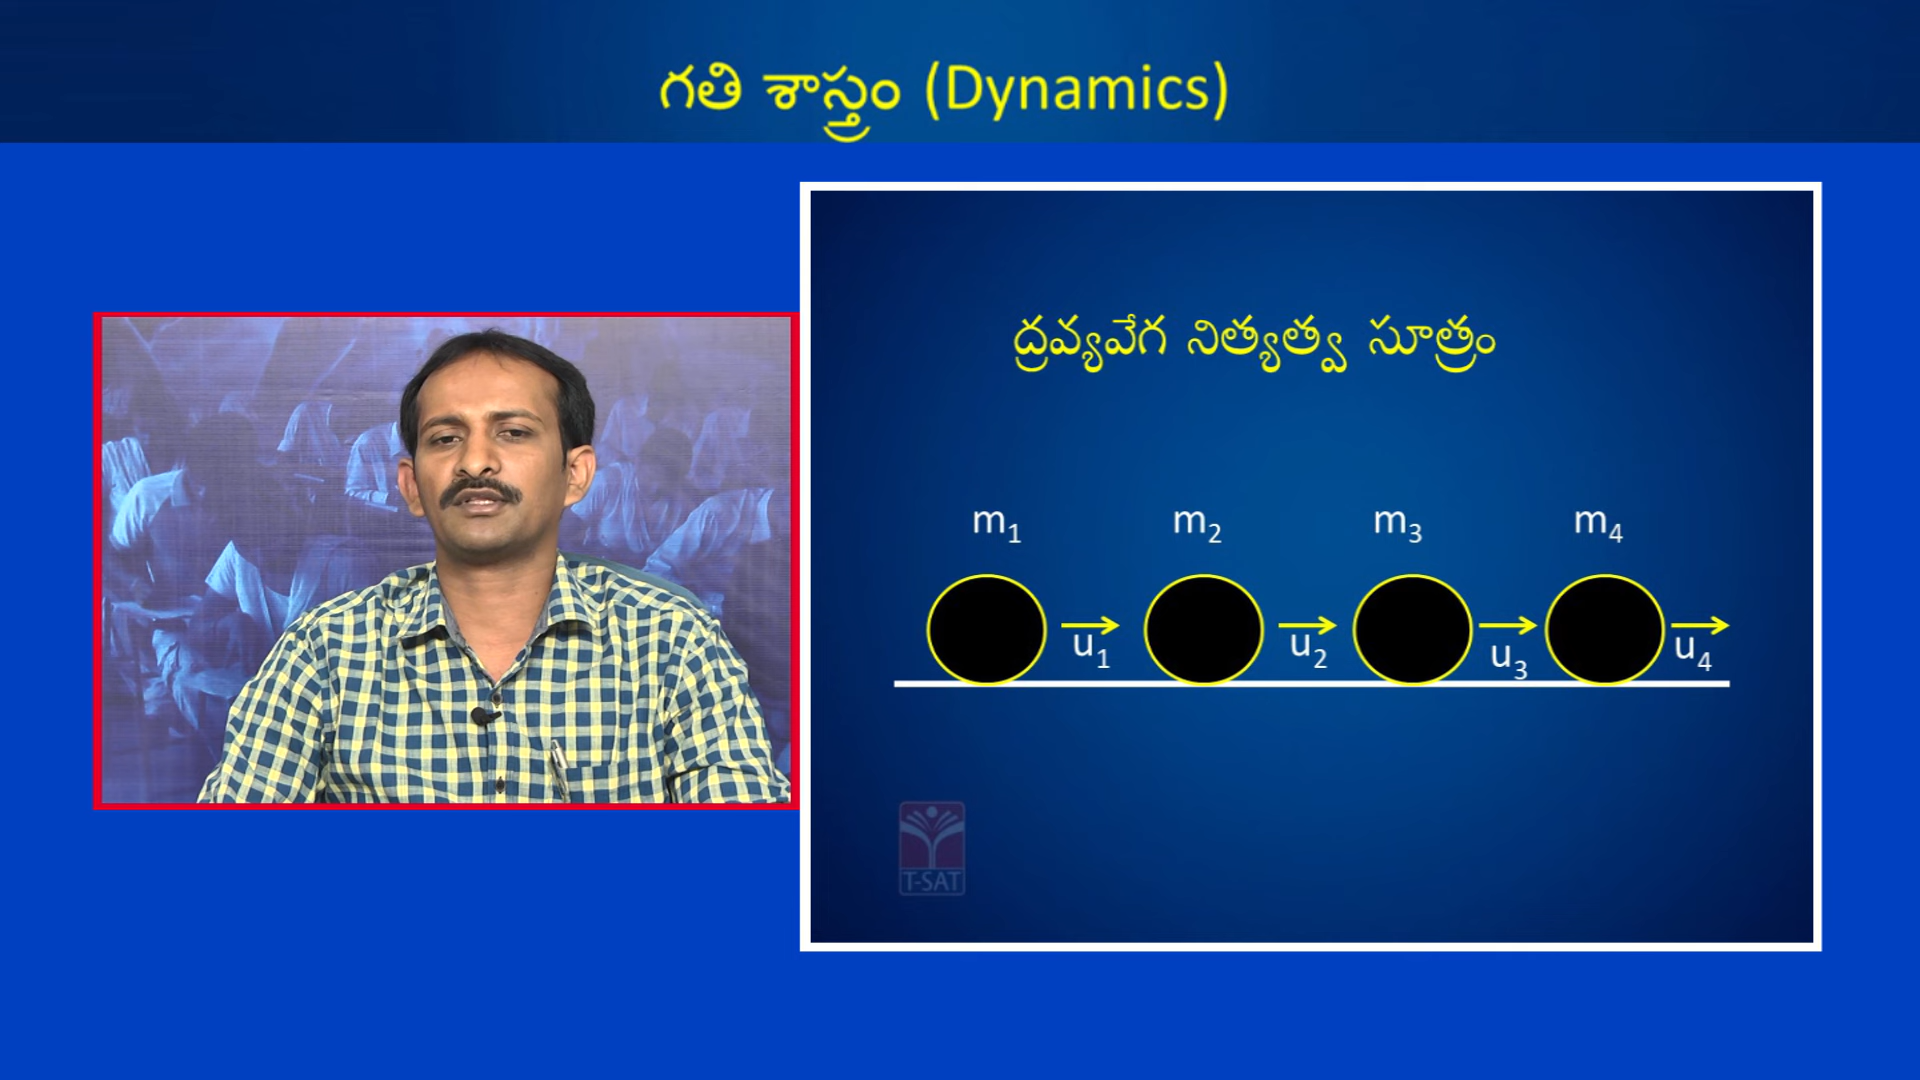 గతి శాస్త్రం (Dynamics)
ద్రవ్యవేగ నిత్యత్వ సూత్రం
m₁ m₂ m₃ m₄
u₁ u₂ u₃ u₄
T-SAT